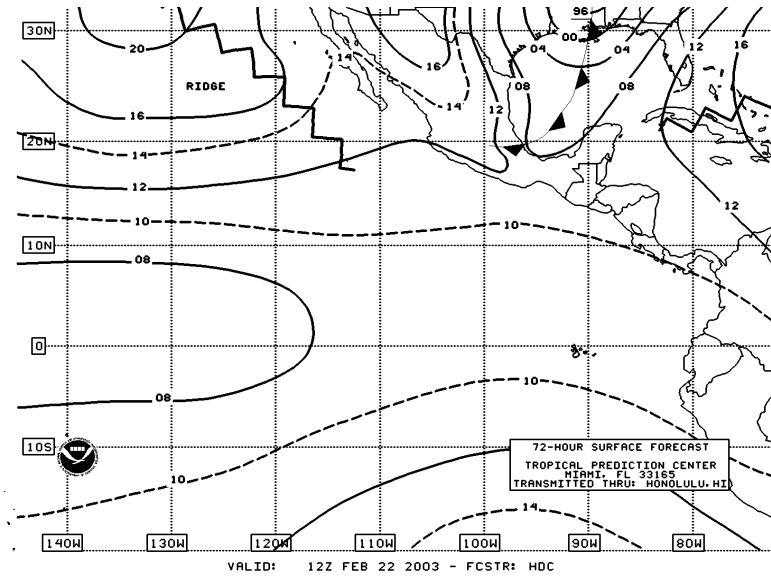 96
30N
20
04
00
04
12
16
14
16
RIDGE
14
08
08
16
12
14
20N
12
12
10
10
10N
08
0
08
10
10S
10
72-HOUR SURFACE FORECAST
TROPICAL PREDICTION CENTER
MIAMI, FL 33165
TRANSMITTED THRU: HONOLULU,HI
14
140W 130W 120W 110W 100W 90W 80W
VALID: 12Z FEB 22 2003 - FCSTR: HDC